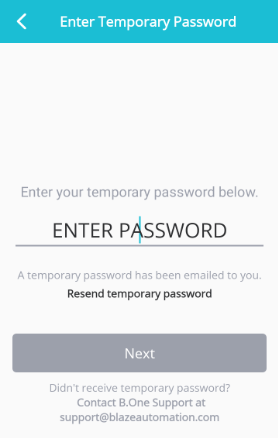 Enter Temporary Password
Enter your temporary password below.
ENTER PASSWORD
A temporary password has been emailed to you.
Resend temporary password
Next
Didn't receive temporary password?
Contact B.One Support at
support@blazeautomation.com